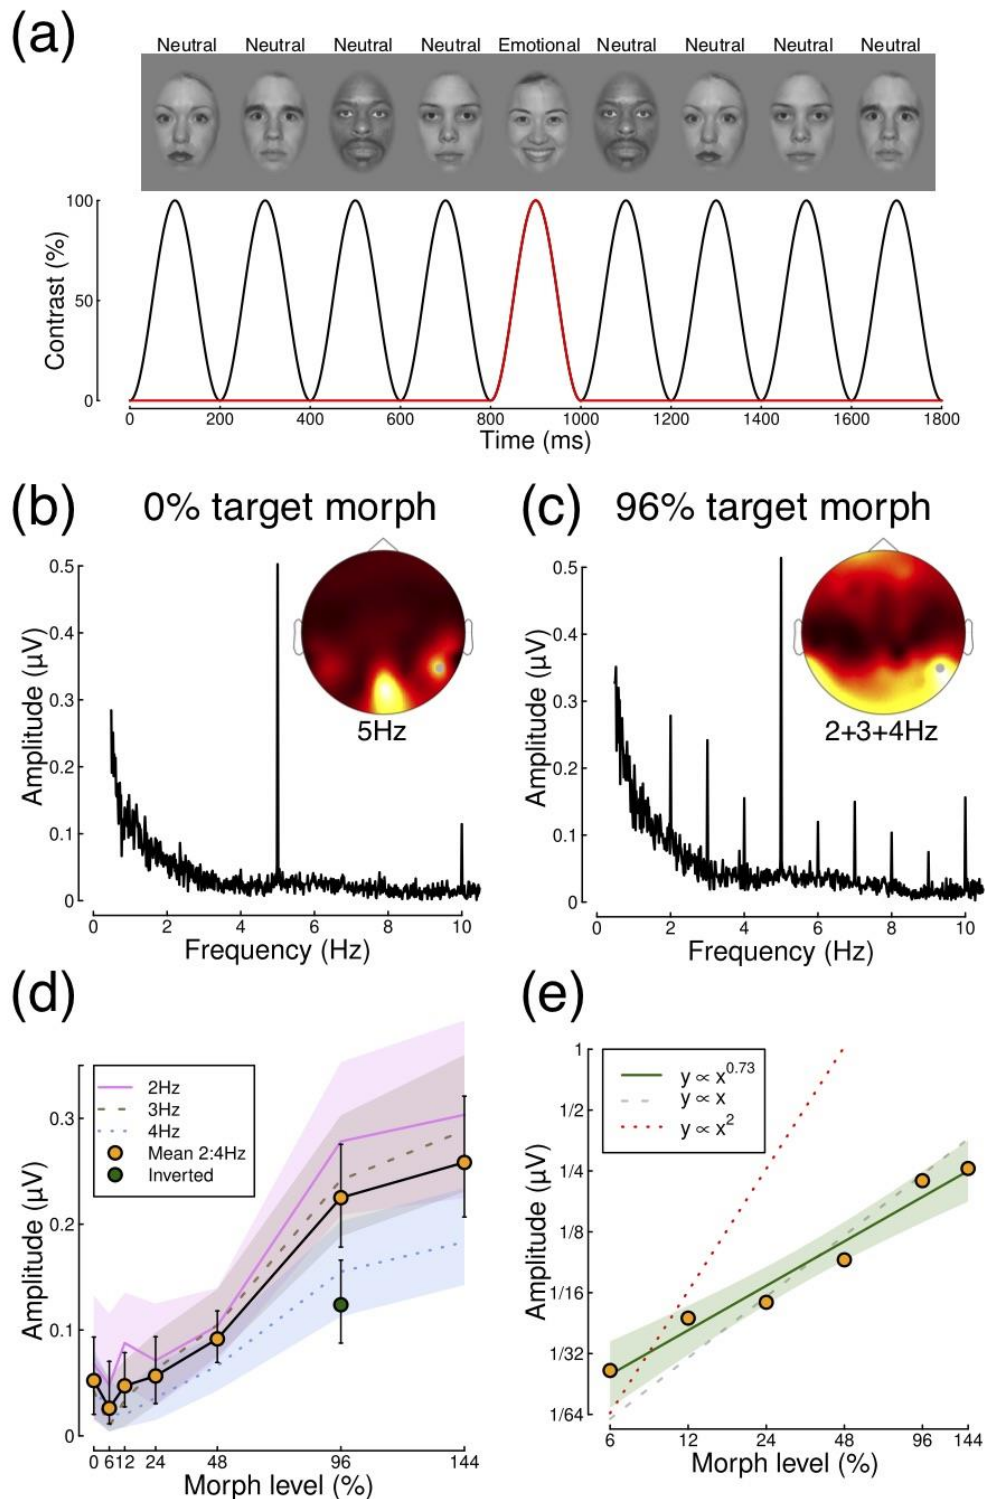 (a)
Neutral Neutral Neutral Neutral Emotional Neutral Neutral Neutral Neutral
Contrast (%)
100
50
0
0 200 400 600 800 1000 1200 1400 1600 1800
Time (ms)
(b) 0% target morph
Amplitude (µV)
0.5
0.4
0.3
0.2
0.1
0
5Hz
0 2 4 6 8 10
Frequency (Hz)
(c) 96% target morph
Amplitude (µV)
0.5
0.4
0.3
0.2
0.1
0
2+3+4Hz
0 2 4 6 8 10
Frequency (Hz)
(d)
Amplitude (µV)
0.3
0.2
0.1
0
2Hz
3Hz
4Hz
Mean 2:4Hz
Inverted
0 6 12 24 48 96 144
Morph level (%)
(e)
Amplitude (µV)
1
1/2
1/4
1/8
1/16
1/32
1/64
y ∝ x^0.73
y ∝ x
y ∝ x²
6 12 24 48 96 144
Morph level (%)